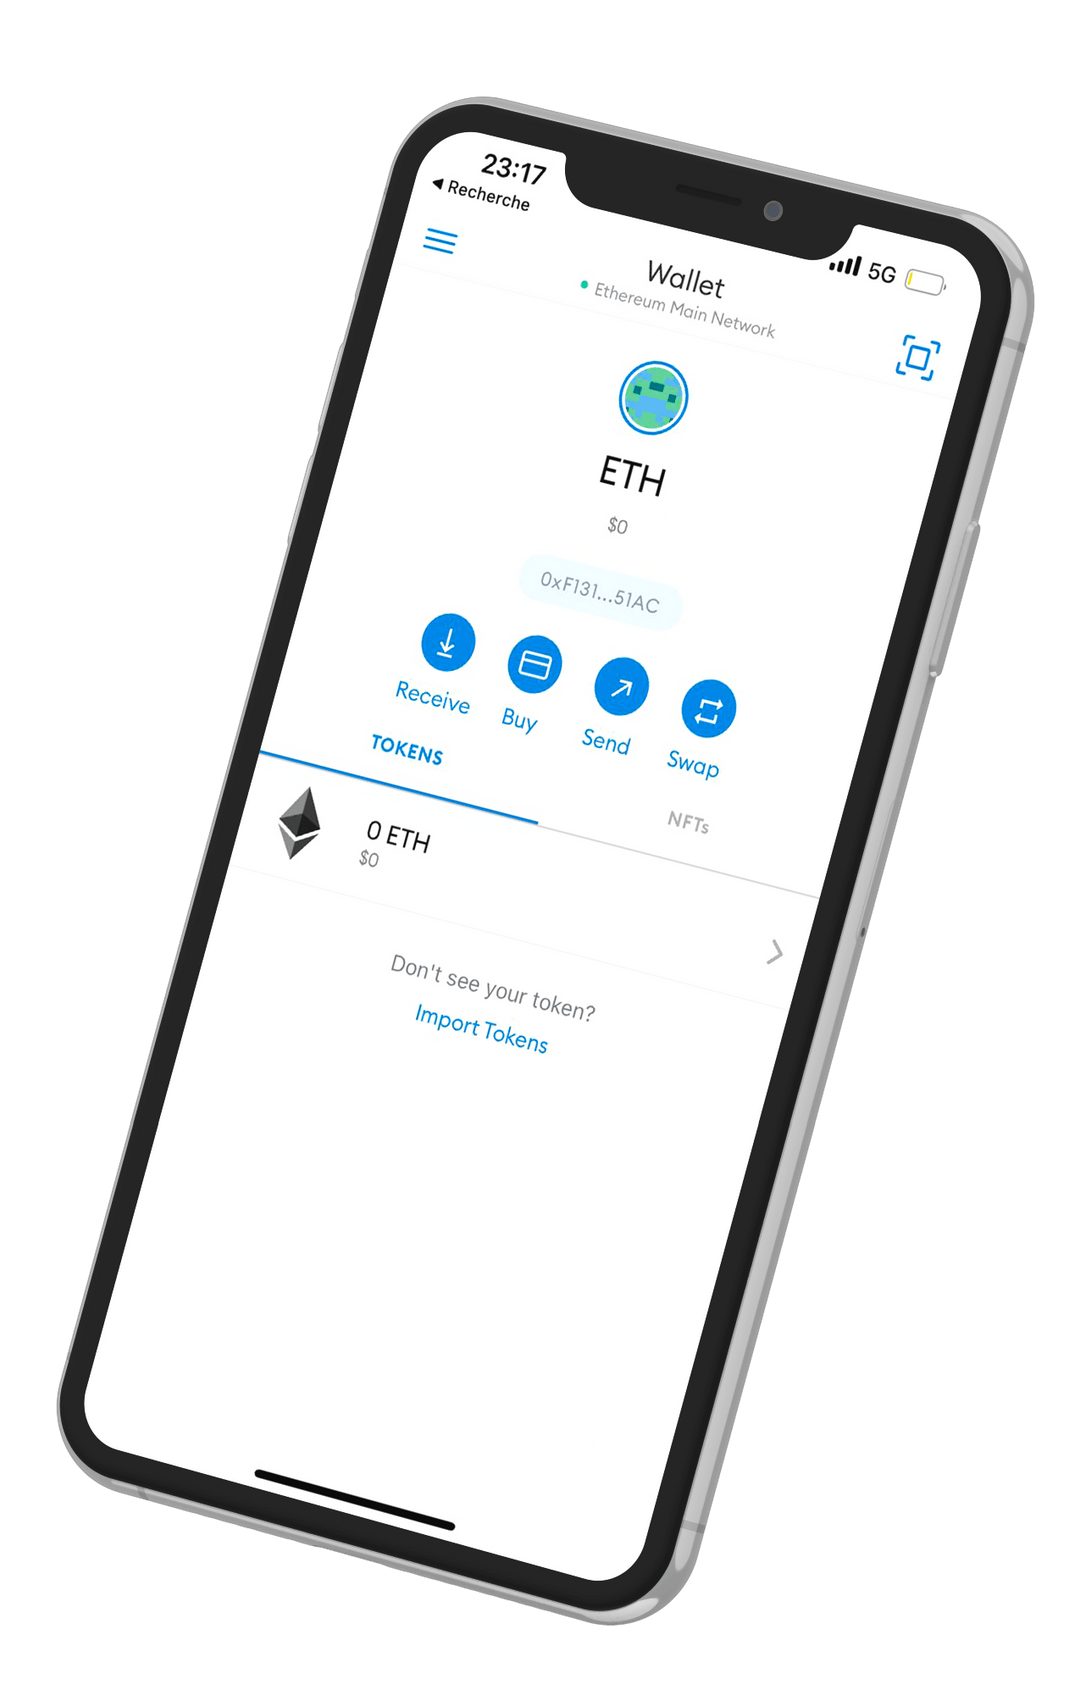 23:17
◀ Recherche
5G
Wallet
Ethereum Main Network
ETH
$0
0xF131...51AC
Receive
Buy
Send
Swap
TOKENS
NFTs
0 ETH
$0
Don't see your token?
Import Tokens